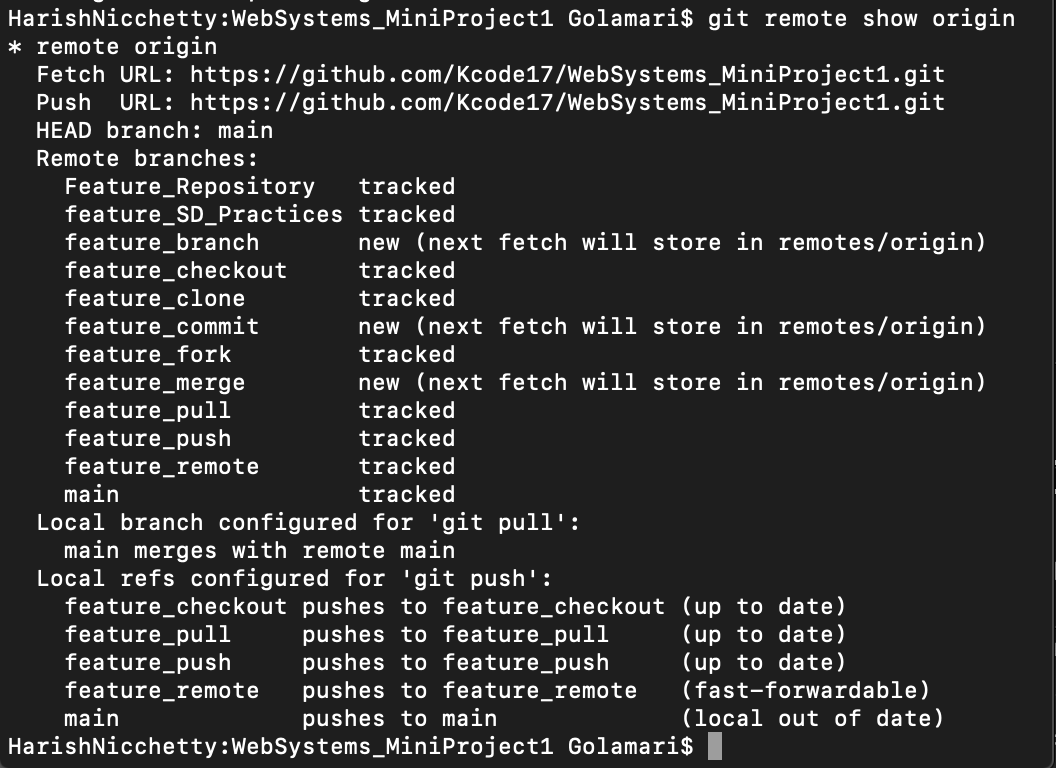 HarishNicchetty:WebSystems_MiniProject1 Golamari$ git remote show origin
* remote origin
  Fetch URL: https://github.com/Kcode17/WebSystems_MiniProject1.git
  Push  URL: https://github.com/Kcode17/WebSystems_MiniProject1.git
  HEAD branch: main
  Remote branches:
    Feature_Repository   tracked
    feature_SD_Practices tracked
    feature_branch       new (next fetch will store in remotes/origin)
    feature_checkout     tracked
    feature_clone        tracked
    feature_commit       new (next fetch will store in remotes/origin)
    feature_fork         tracked
    feature_merge        new (next fetch will store in remotes/origin)
    feature_pull         tracked
    feature_push         tracked
    feature_remote       tracked
    main                 tracked
  Local branch configured for 'git pull':
    main merges with remote main
  Local refs configured for 'git push':
    feature_checkout pushes to feature_checkout (up to date)
    feature_pull     pushes to feature_pull     (up to date)
    feature_push     pushes to feature_push     (up to date)
    feature_remote   pushes to feature_remote   (fast-forwardable)
    main             pushes to main             (local out of date)
HarishNicchetty:WebSystems_MiniProject1 Golamari$